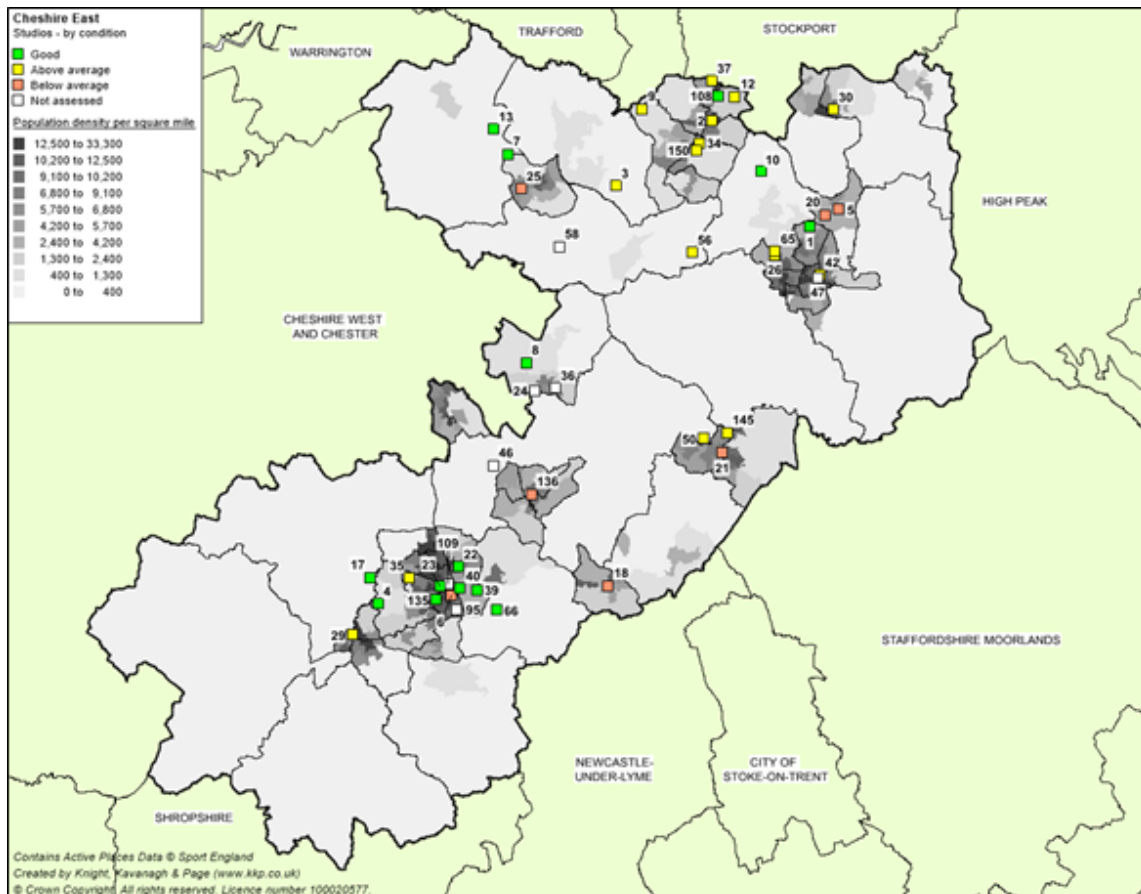 Cheshire East
Studios - by condition
Good
Above average
Below average
Not assessed
Population density per square mile
12,500 to 33,300
10,200 to 12,500
9,100 to 10,200
6,800 to 9,100
5,700 to 6,800
4,200 to 5,700
2,400 to 4,200
1,300 to 2,400
400 to 1,300
0 to 400
WARRINGTON
TRAFFORD
STOCKPORT
37
12
108
9
30
2
13
7
34
150
10
25
3
20
5
HIGH PEAK
1
58
56
65
26
42
47
CHESHIRE WEST
AND CHESTER
8
36
24
145
50
21
46
136
109
22
17
35
23
40
18
4
135
39
95
66
6
29
STAFFORDSHIRE MOORLANDS
NEWCASTLE-
UNDER-LYME
CITY OF
STOKE-ON-TRENT
SHROPSHIRE
Contains Active Places Data © Sport England
Created by Knight, Kavanagh & Page (www.kkp.co.uk)
© Crown Copyright. All rights reserved. Licence number 100020577.